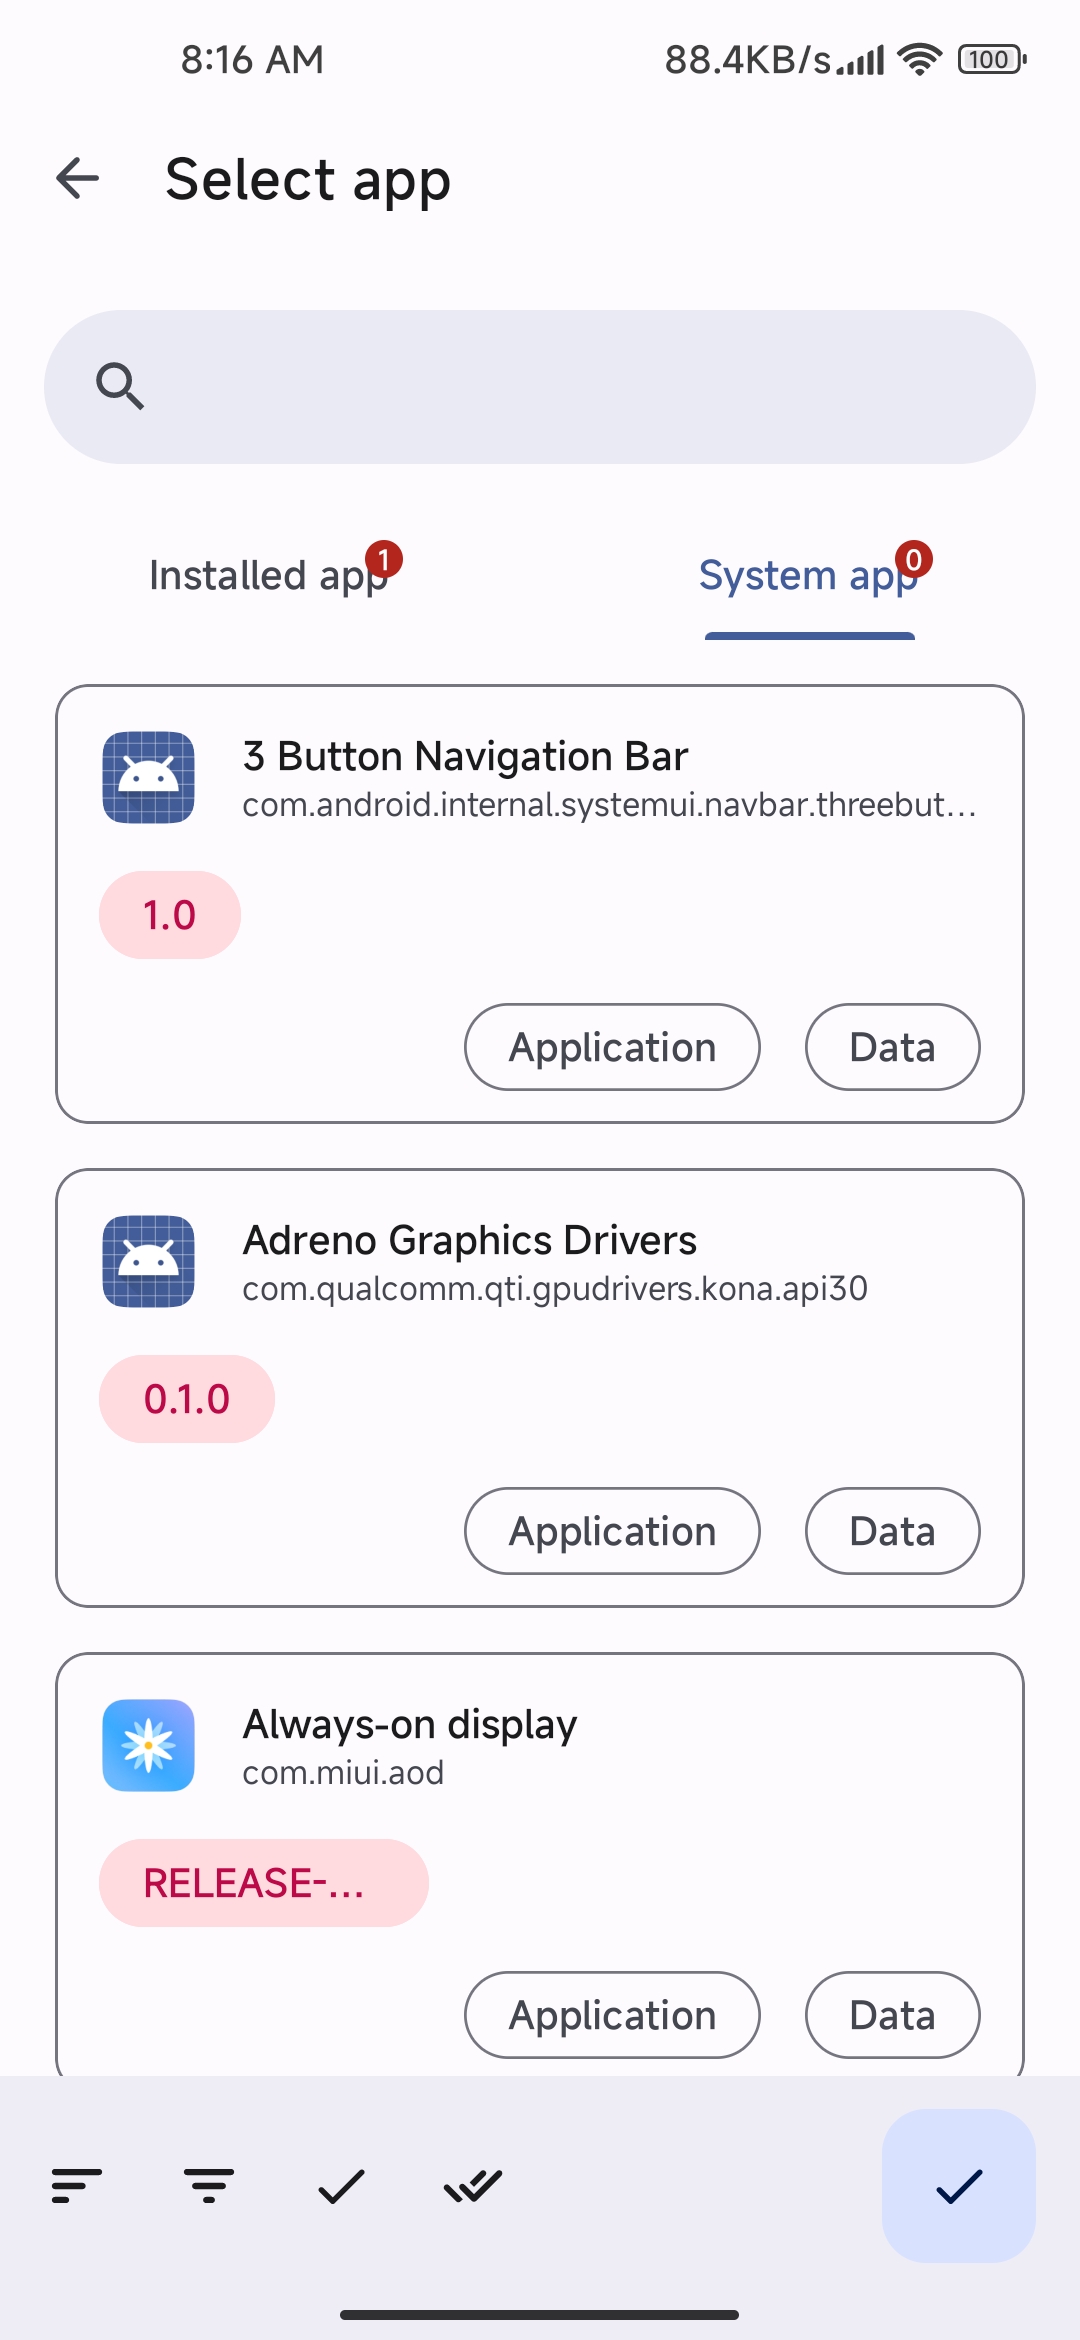 8:16 AM 88.4KB/s 100
Select app
Installed app 1 System app 0
3 Button Navigation Bar
com.android.internal.systemui.navbar.threebut...
1.0
Application Data
Adreno Graphics Drivers
com.qualcomm.qti.gpudrivers.kona.api30
0.1.0
Application Data
Always-on display
com.miui.aod
RELEASE-...
Application Data